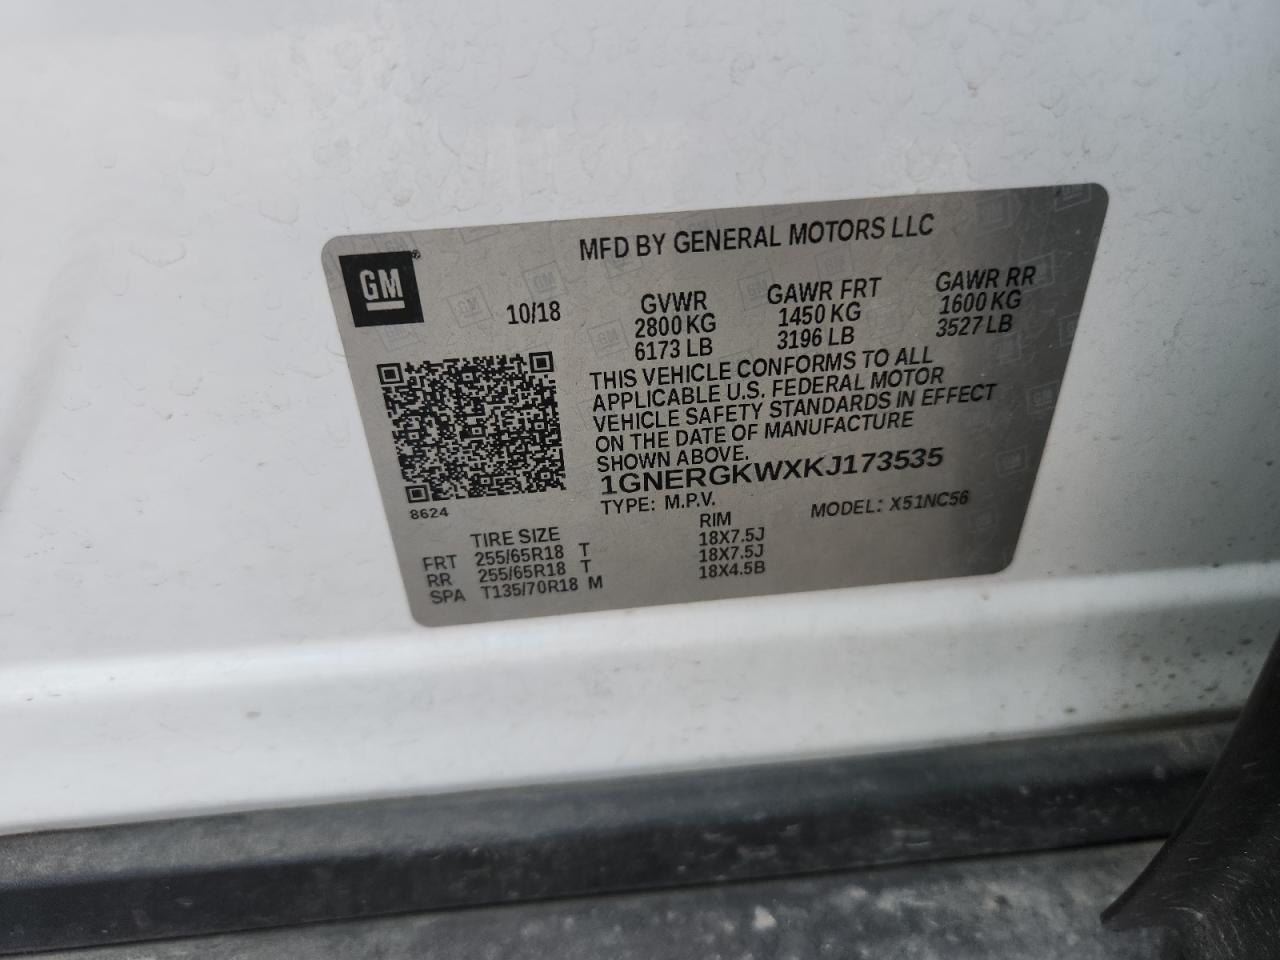 MFD BY GENERAL MOTORS LLC
GM®
10/18
GVWR GAWR FRT GAWR RR
2800 KG 1450 KG 1600 KG
6173 LB 3196 LB 3527 LB
THIS VEHICLE CONFORMS TO ALL
APPLICABLE U.S. FEDERAL MOTOR
VEHICLE SAFETY STANDARDS IN EFFECT
ON THE DATE OF MANUFACTURE
SHOWN ABOVE.
1GNERGKWXKJ173535
TYPE: M.P.V. MODEL: X51NC56
8624
TIRE SIZE RIM
FRT 255/65R18 T 18X7.5J
RR 255/65R18 T 18X7.5J
SPA T135/70R18 M 18X4.5B